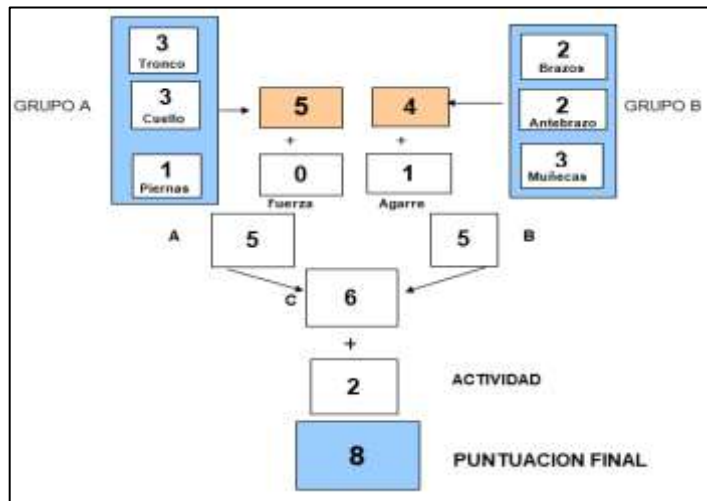 3
Tronco
3
Cuello
1
Piernas
GRUPO A
5
+
0
Fuerza
4
+
1
Agarre
2
Brazos
2
Antebrazo
3
Muñecas
GRUPO B
A
5
5
B
C
6
+
2
ACTIVIDAD
8
PUNTUACION FINAL